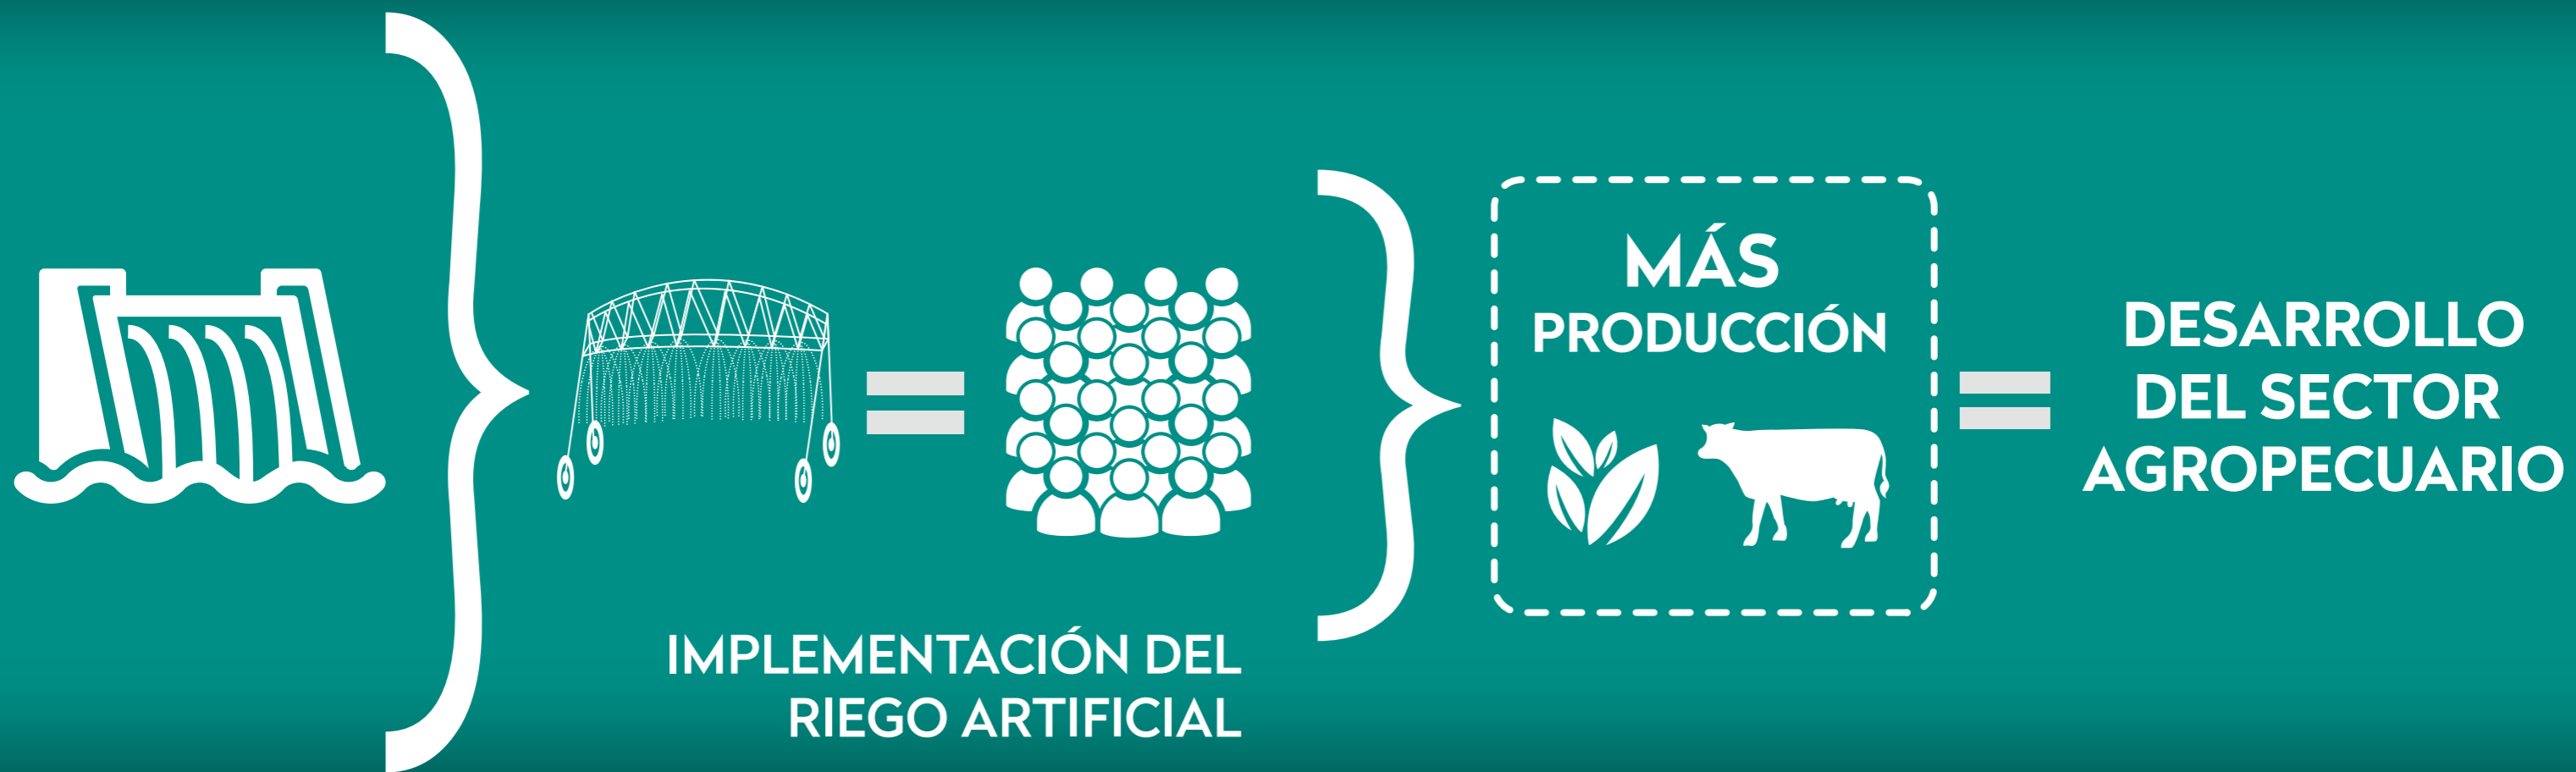 IMPLEMENTACIÓN DEL
RIEGO ARTIFICIAL
MÁS
PRODUCCIÓN
DESARROLLO
DEL SECTOR
AGROPECUARIO